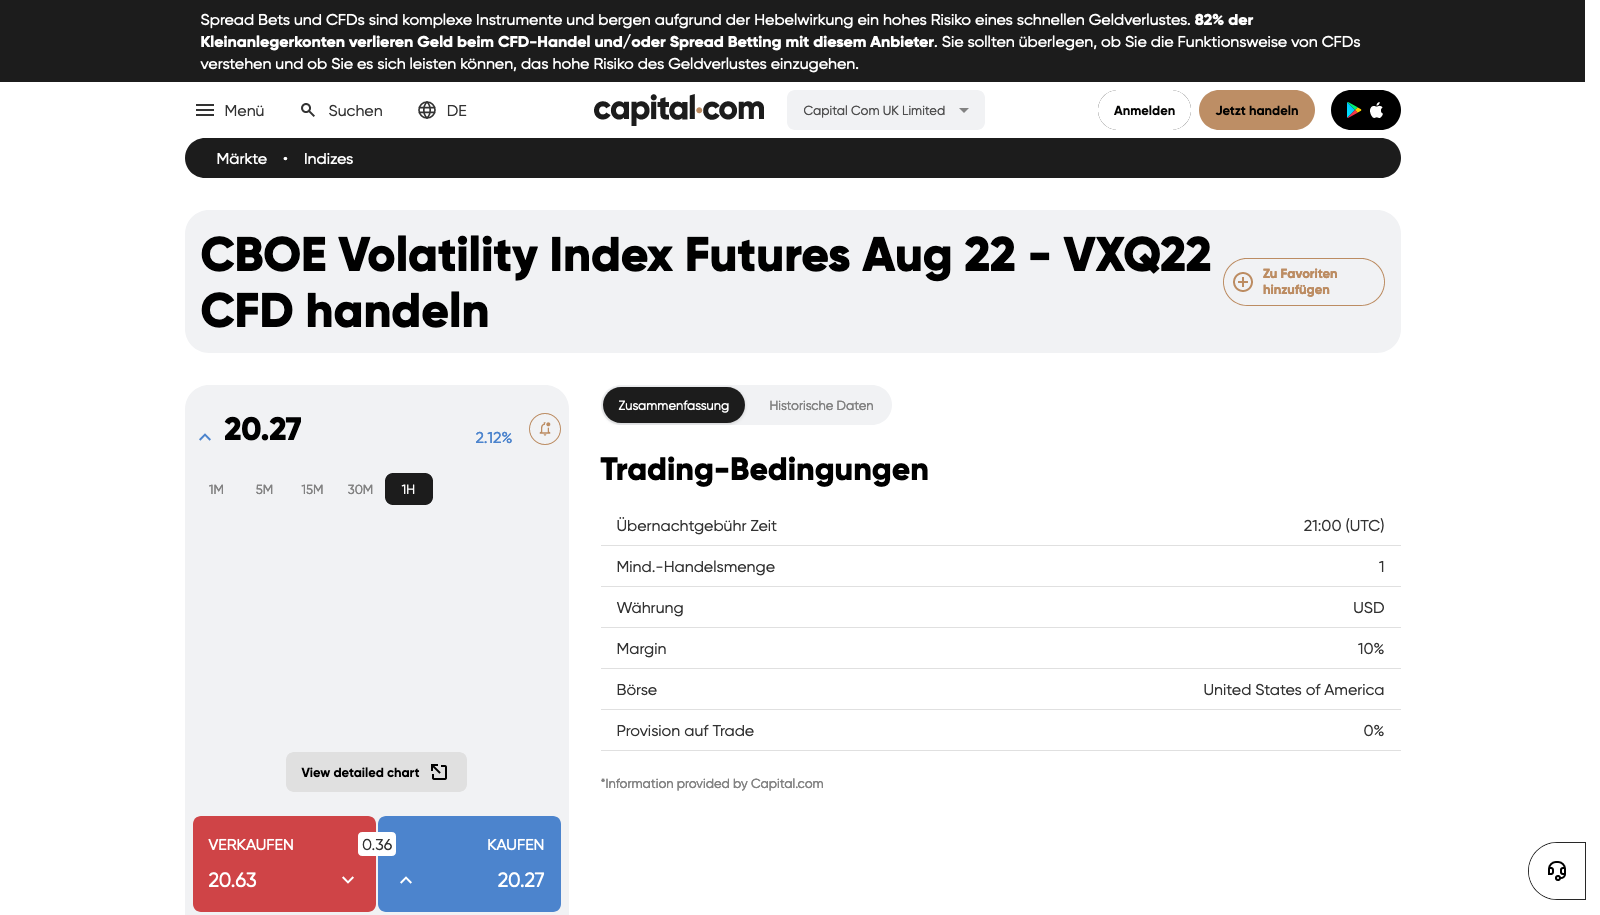 Spread Bets und CFDs sind komplexe Instrumente und bergen aufgrund der Hebelwirkung ein hohes Risiko eines schnellen Geldverlustes. 82% der
Kleinanlegerkonten verlieren Geld beim CFD-Handel und/oder Spread Betting mit diesem Anbieter. Sie sollten überlegen, ob Sie die Funktionsweise von CFDs
verstehen und ob Sie es sich leisten können, das hohe Risiko des Geldverlustes einzugehen.
Menü Suchen DE capital.com Capital Com UK Limited Anmelden Jetzt handeln
Märkte • Indizes
CBOE Volatility Index Futures Aug 22 - VXQ22
CFD handeln
Zu Favoriten
hinzufügen
20.27 2.12%
1M 5M 15M 30M 1H
View detailed chart
VERKAUFEN 0.36 KAUFEN
20.63 20.27
Zusammenfassung Historische Daten
Trading-Bedingungen
Übernachtgebühr Zeit 21:00 (UTC)
Mind.-Handelsmenge 1
Währung USD
Margin 10%
Börse United States of America
Provision auf Trade 0%
*Information provided by Capital.com